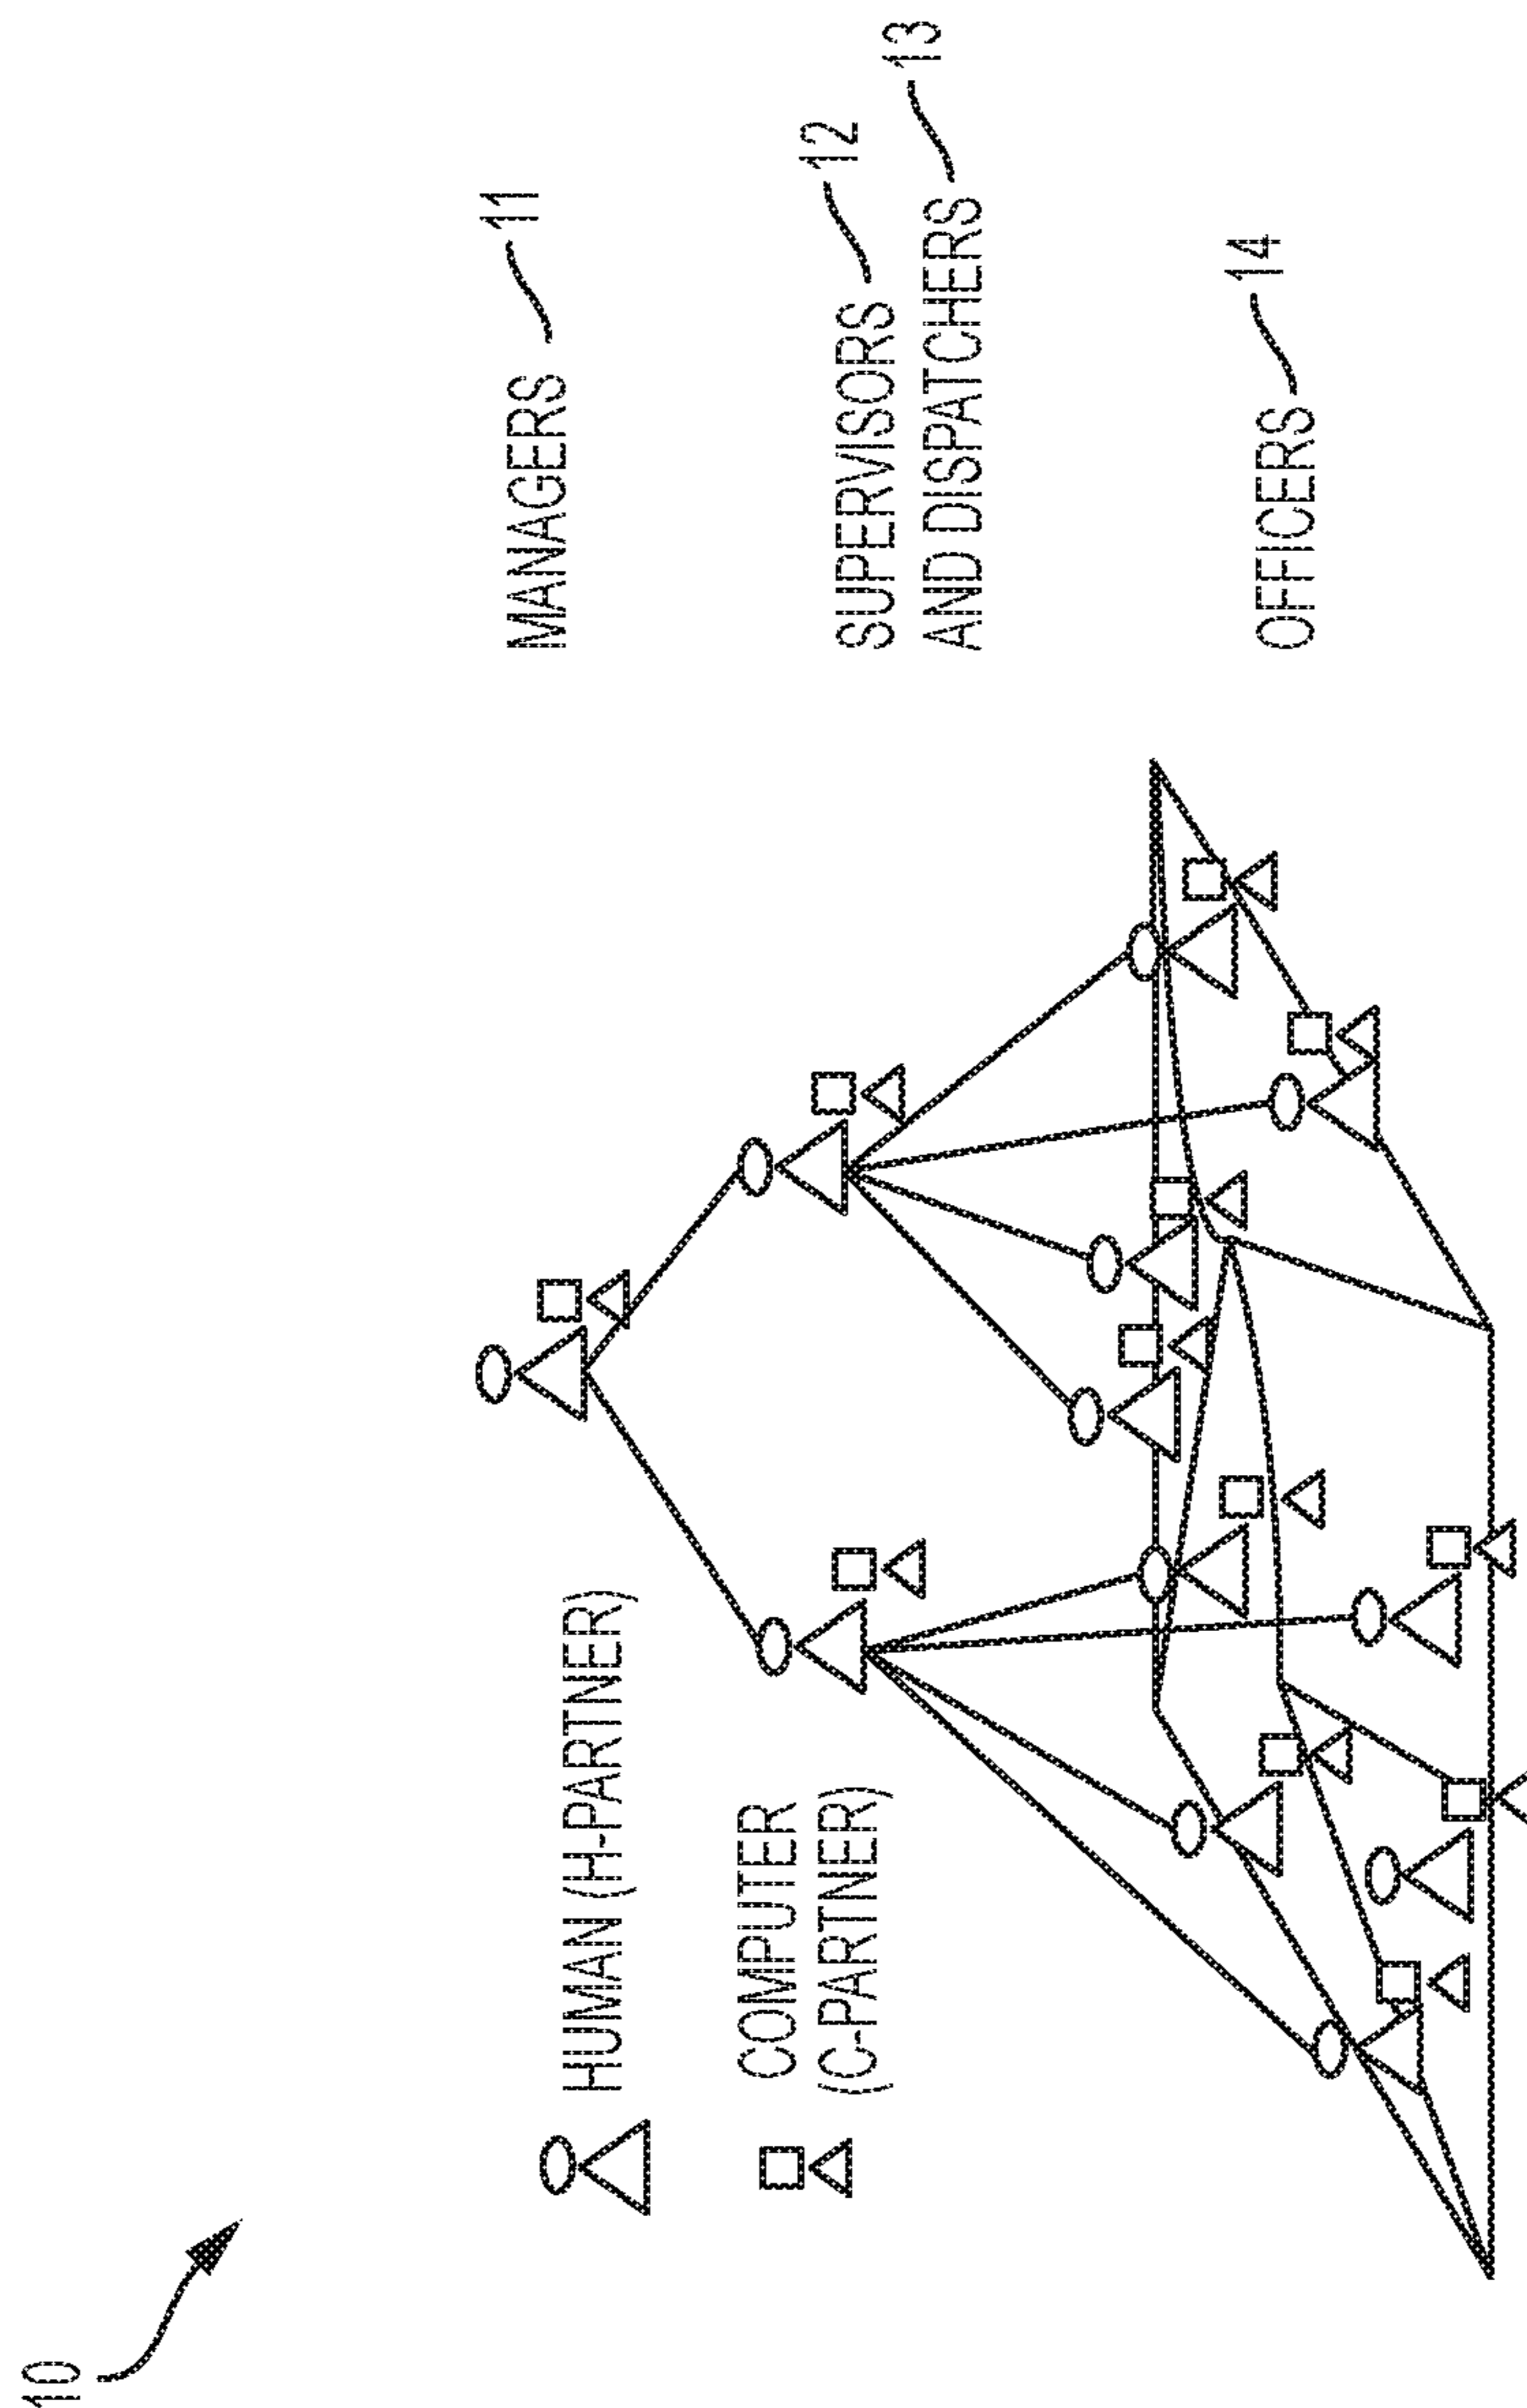 10
HUMAN (H-PARTNER)
COMPUTER
(C-PARTNER)
MANAGERS 11
SUPERVISORS 12
AND DISPATCHERS 13
OFFICERS 14